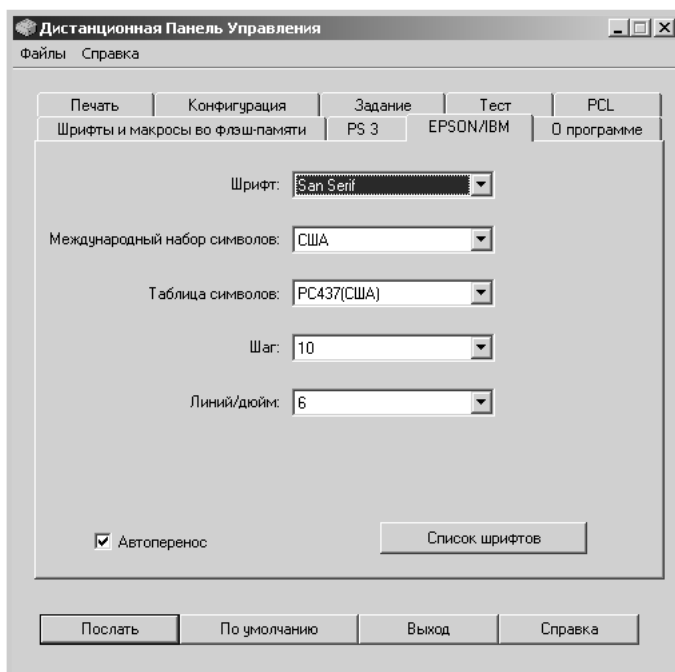 Дистанционная Панель Управления
Файлы Справка
Печать Конфигурация Задание Тест PCL
Шрифты и макросы во флэш-памяти PS 3 EPSON/IBM О программе
Шрифт: San Serif
Международный набор символов: США
Таблица символов: PC437(США)
Шаг: 10
Линий/дюйм: 6
Автоперенос Список шрифтов
Послать По умолчанию Выход Справка